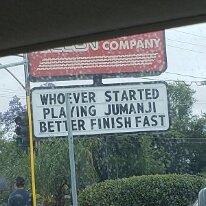 COMPANY
WHOEVER STARTED
PLAYING JUMANJI
BETTER FINISH FAST